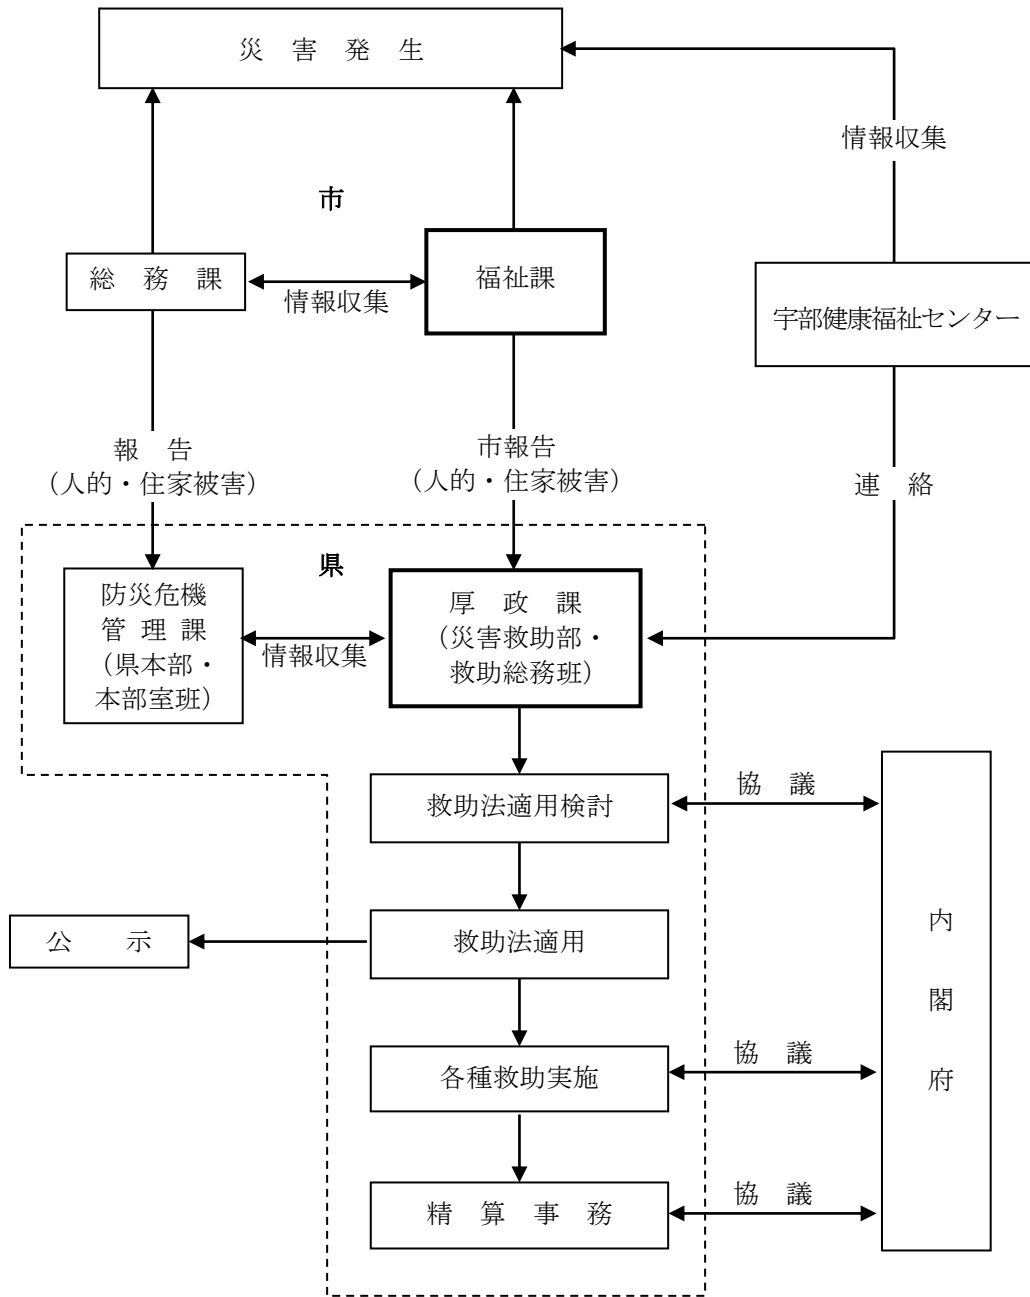 災　害　発　生
情報収集
市
総　務　課
福祉課
情報収集
宇部健康福祉センター
報　告
（人的・住家被害）
市報告
（人的・住家被害）
連　絡
県
防災危機
管 理 課
（県本部・
本部室班）
情報収集
厚　政　課
（災害救助部・
救助総務班）
救助法適用検討
協　議
公　　示
救助法適用
内
閣
府
各種救助実施
協　議
精　算　事　務
協　議